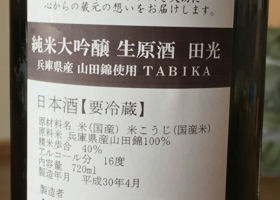 心からの蔵元の想いをお届けします。
純米大吟醸 生原酒 田光
兵庫県産 山田錦使用 TABIKA
日本酒【要冷蔵】
原材料名 米(国産) 米こうじ(国産米)
原料米 兵庫県産山田錦100%
精米歩合 40%
アルコール分 16度
内容量 720ml
製造年月 平成30年4月
製造者